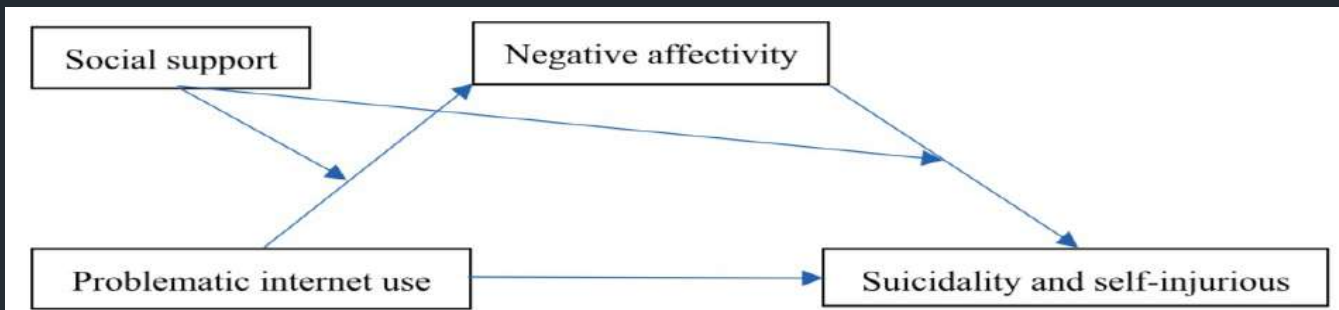 Social support
Negative affectivity
Problematic internet use
Suicidality and self-injurious